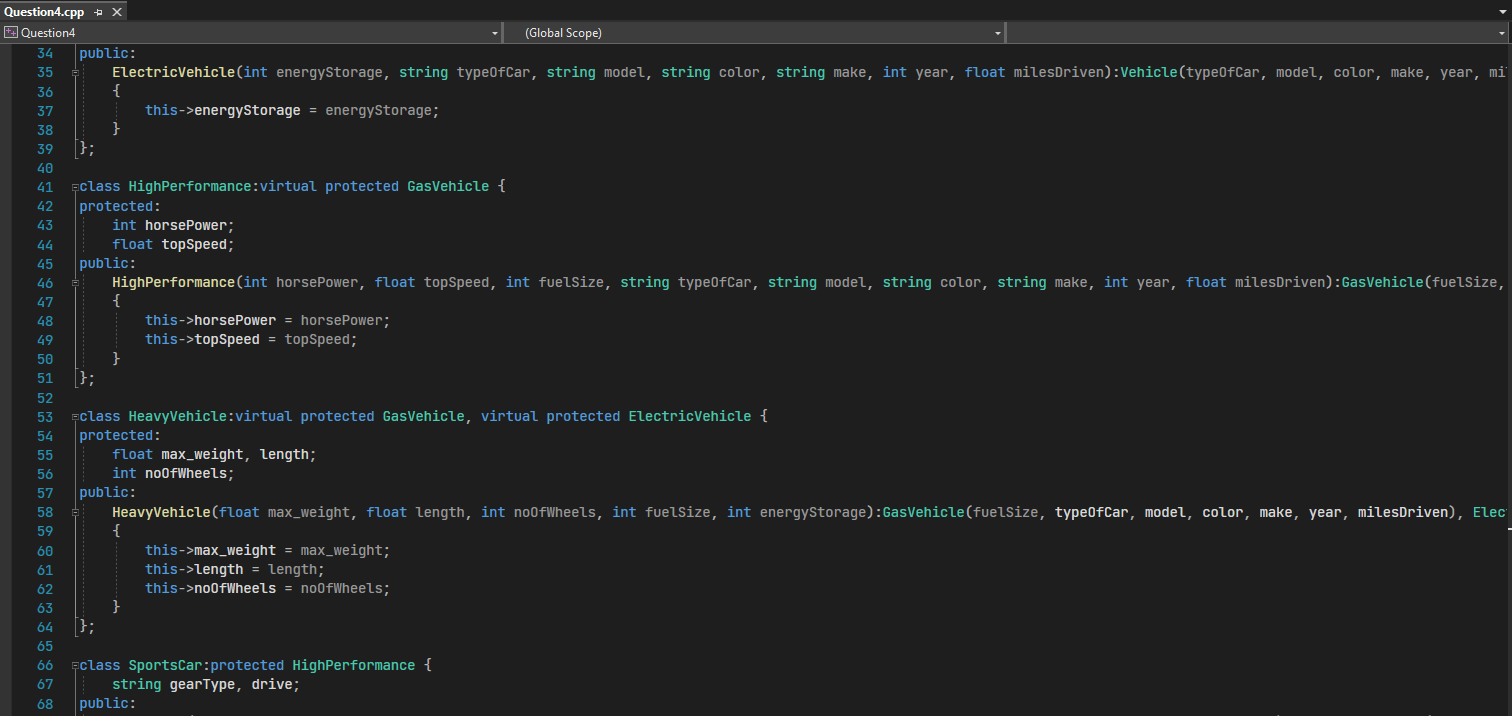 Question4.cpp
Question4
(Global Scope)
34 public:
35 ElectricVehicle(int energyStorage, string typeOfCar, string model, string color, string make, int year, float milesDriven):Vehicle(typeOfCar, model, color, make, year, mi
36 {
37 this->energyStorage = energyStorage;
38 }
39 };
40
41 class HighPerformance:virtual protected GasVehicle {
42 protected:
43 int horsePower;
44 float topSpeed;
45 public:
46 HighPerformance(int horsePower, float topSpeed, int fuelSize, string typeOfCar, string model, string color, string make, int year, float milesDriven):GasVehicle(fuelSize,
47 {
48 this->horsePower = horsePower;
49 this->topSpeed = topSpeed;
50 }
51 };
52
53 class HeavyVehicle:virtual protected GasVehicle, virtual protected ElectricVehicle {
54 protected:
55 float max_weight, length;
56 int noOfWheels;
57 public:
58 HeavyVehicle(float max_weight, float length, int noOfWheels, int fuelSize, int energyStorage):GasVehicle(fuelSize, typeOfCar, model, color, make, year, milesDriven), Elec
59 {
60 this->max_weight = max_weight;
61 this->length = length;
62 this->noOfWheels = noOfWheels;
63 }
64 };
65
66 class SportsCar:protected HighPerformance {
67 string gearType, drive;
68 public: